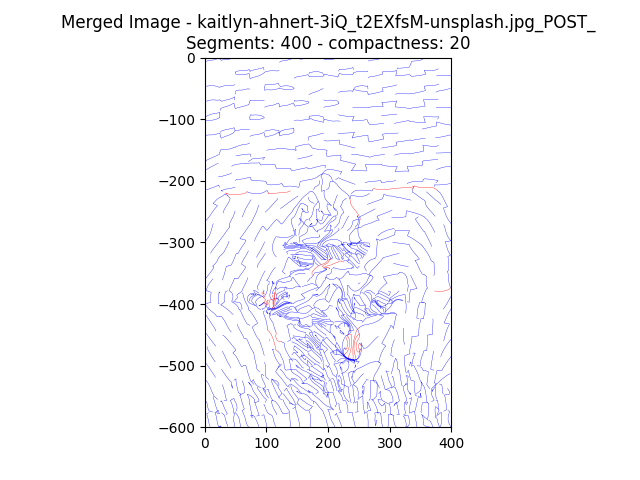 Merged Image - kaitlyn-ahnert-3iQ_t2EXfsM-unsplash.jpg_POST_
Segments: 400 - compactness: 20
0
−100
−200
−300
−400
−500
−600
0 100 200 300 400